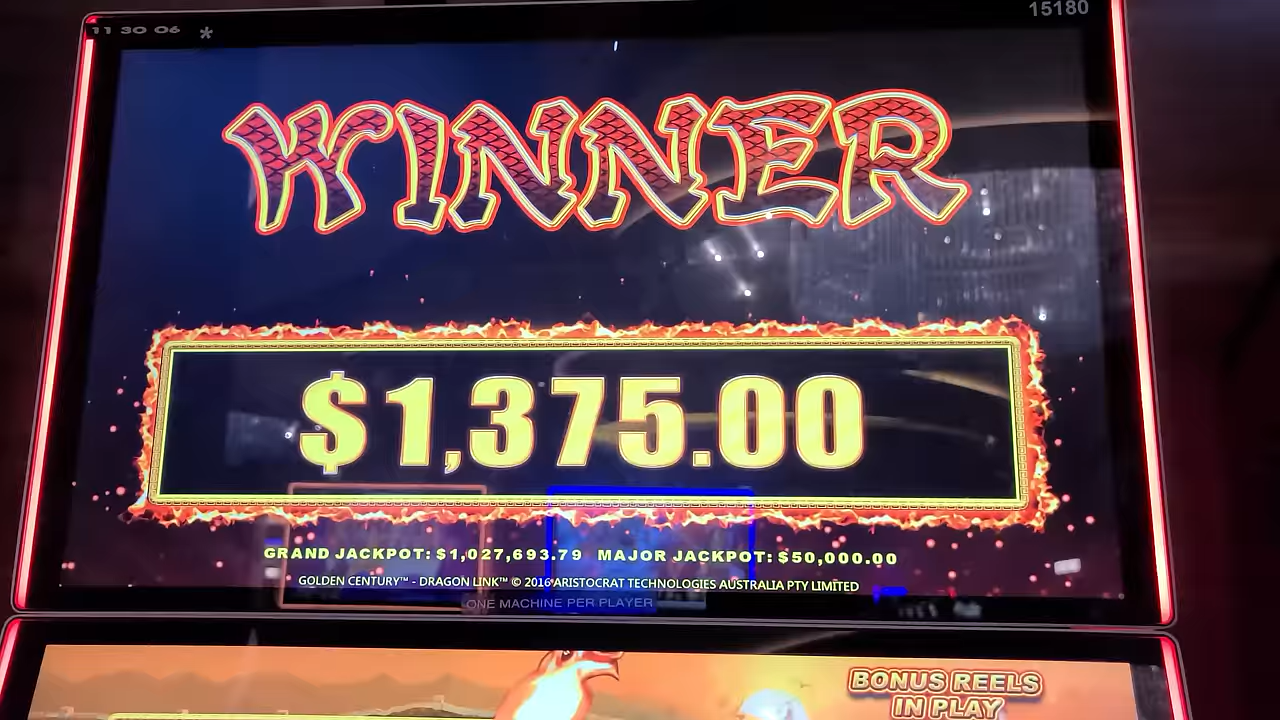 11 30 06 *
15180
WINNER
$1,375.00
GRAND JACKPOT: $1,027,693.79 MAJOR JACKPOT: $50,000.00
GOLDEN CENTURY™ - DRAGON LINK™ © 2016 ARISTOCRAT TECHNOLOGIES AUSTRALIA PTY LIMITED
ONE MACHINE PER PLAYER
BONUS REELS
IN PLAY